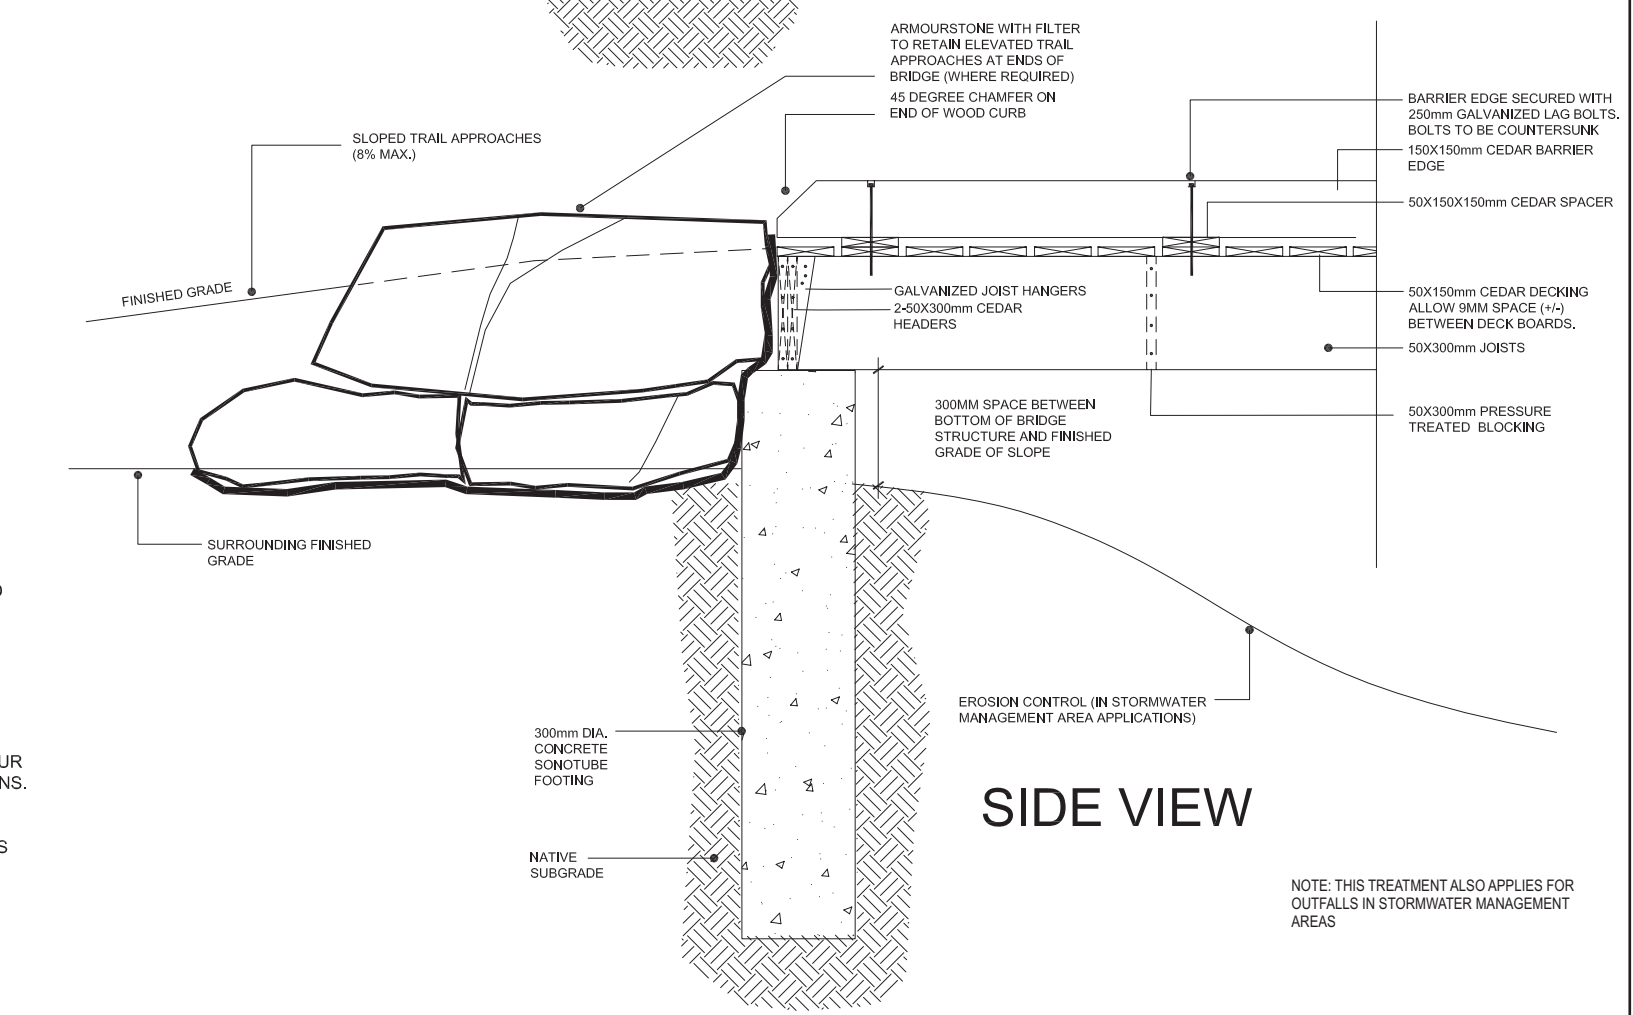 ARMOURSTONE WITH FILTER
TO RETAIN ELEVATED TRAIL
APPROACHES AT ENDS OF
BRIDGE (WHERE REQUIRED)
45 DEGREE CHAMFER ON
END OF WOOD CURB
SLOPED TRAIL APPROACHES
(8% MAX.)
FINISHED GRADE
BARRIER EDGE SECURED WITH
250mm GALVANIZED LAG BOLTS.
BOLTS TO BE COUNTERSUNK
150X150mm CEDAR BARRIER
EDGE
50X150X150mm CEDAR SPACER
GALVANIZED JOIST HANGERS
2-50X300mm CEDAR
HEADERS
50X150mm CEDAR DECKING
ALLOW 9MM SPACE (+/-)
BETWEEN DECK BOARDS.
50X300mm JOISTS
300MM SPACE BETWEEN
BOTTOM OF BRIDGE
STRUCTURE AND FINISHED
GRADE OF SLOPE
50X300mm PRESSURE
TREATED BLOCKING
SURROUNDING FINISHED
GRADE
EROSION CONTROL (IN STORMWATER
MANAGEMENT AREA APPLICATIONS)
300mm DIA.
CONCRETE
SONOTUBE
FOOTING
UR
NS.
S
SIDE VIEW
NATIVE
SUBGRADE
NOTE: THIS TREATMENT ALSO APPLIES FOR
OUTFALLS IN STORMWATER MANAGEMENT
AREAS